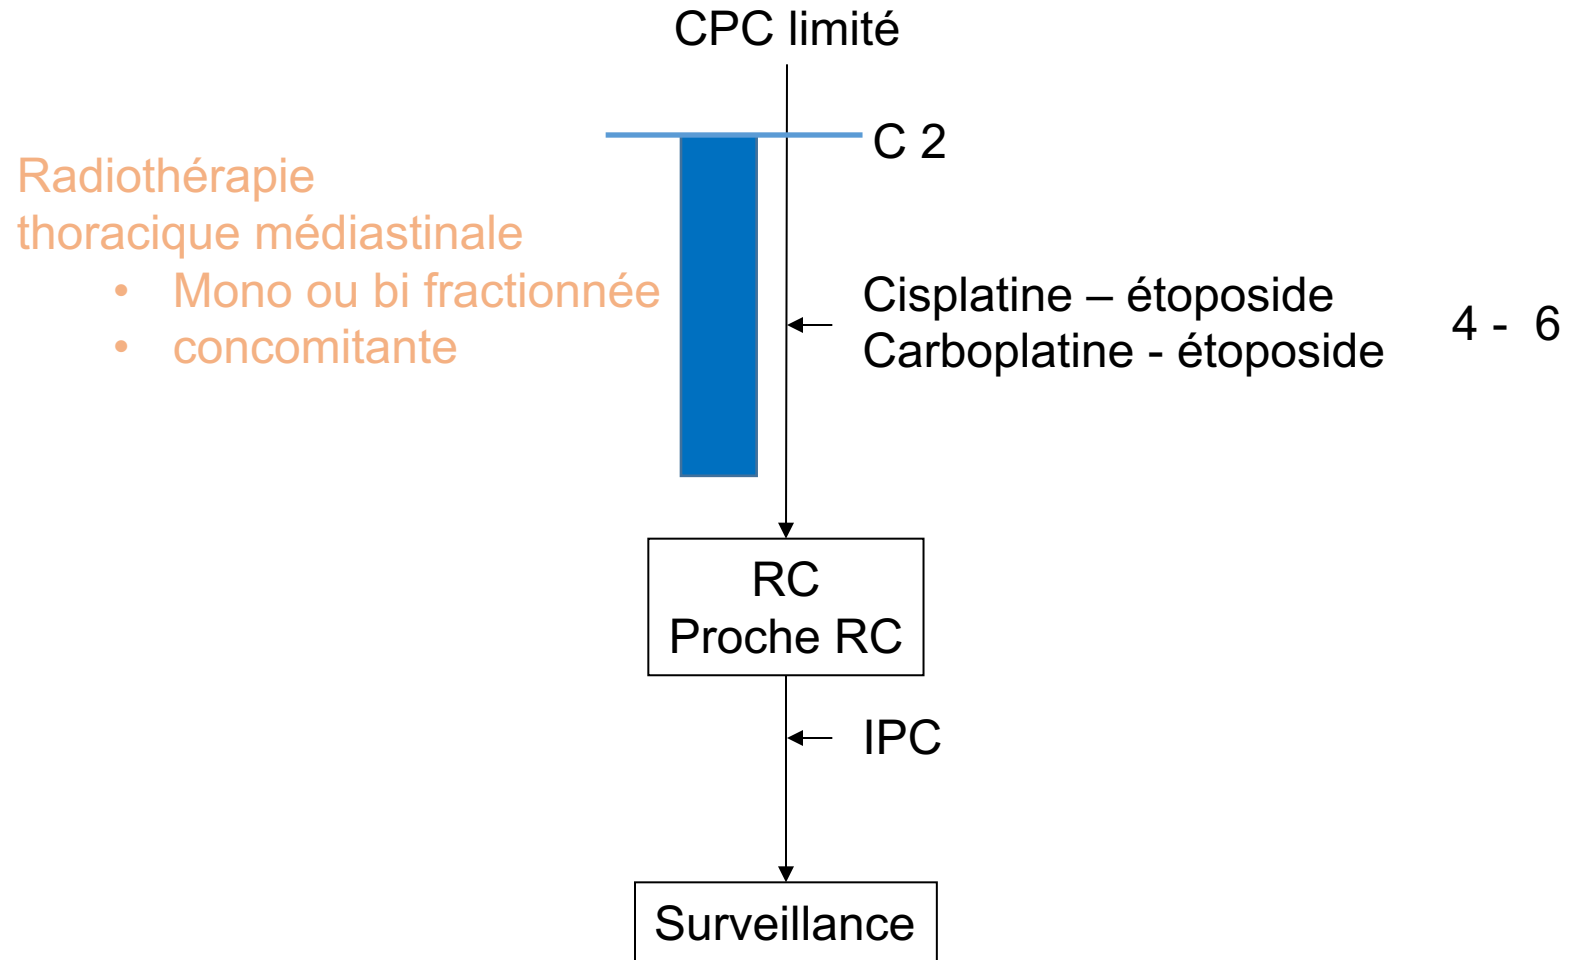 CPC limité
C 2
Radiothérapie
thoracique médiastinale
• Mono ou bi fractionnée
• concomitante
Cisplatine – étoposide
Carboplatine - étoposide
4 - 6
RC
Proche RC
IPC
Surveillance